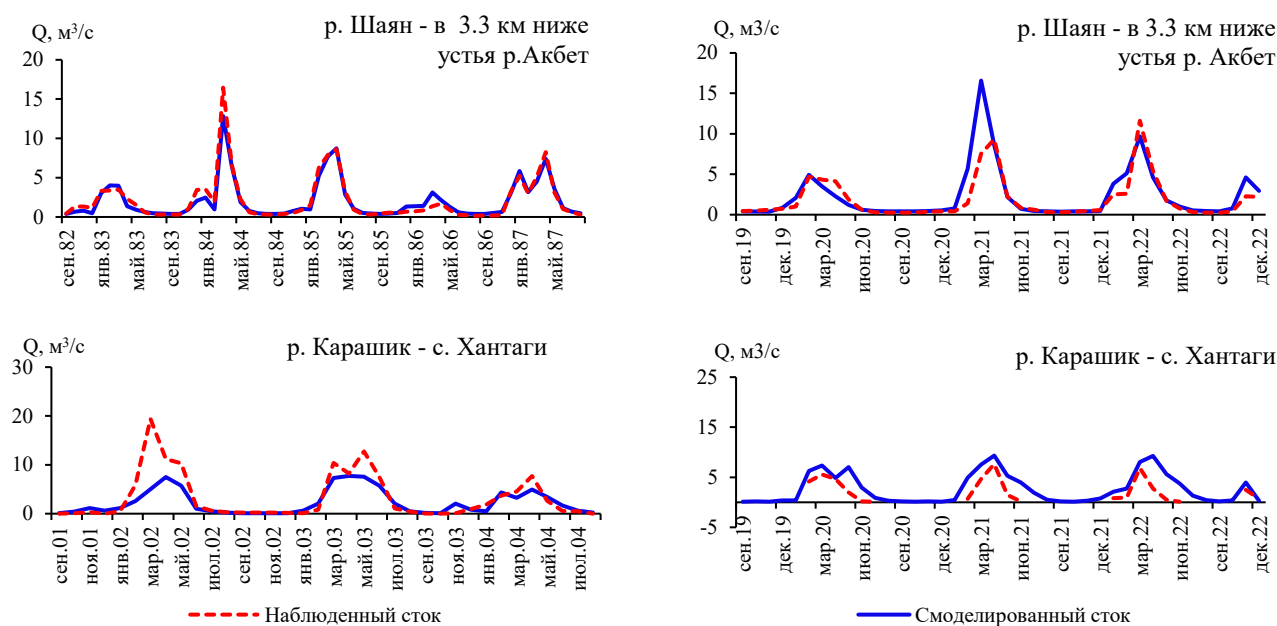 Q, м³/с
р. Шаян - в 3.3 км ниже
устья р.Акбет
20
15
10
5
0
сен.82
янв.83
май.83
сен.83
янв.84
май.84
сен.84
янв.85
май.85
сен.85
янв.86
май.86
сен.86
янв.87
май.87
Q, м3/с
р. Шаян - в 3.3 км ниже
устья р. Акбет
20
15
10
5
0
сен.19
дек.19
мар.20
июн.20
сен.20
дек.20
мар.21
июн.21
сен.21
дек.21
мар.22
июн.22
сен.22
дек.22
Q, м³/с
р. Карашик - с. Хантаги
30
20
10
0
сен.01
ноя.01
янв.02
мар.02
май.02
июл.02
сен.02
ноя.02
янв.03
мар.03
май.03
июл.03
сен.03
ноя.03
янв.04
мар.04
май.04
июл.04
Наблюденный сток
Q, м3/с
р. Карашик - с. Хантаги
25
15
5
-5
сен.19
дек.19
мар.20
июн.20
сен.20
дек.20
мар.21
июн.21
сен.21
дек.21
мар.22
июн.22
сен.22
дек.22
Смоделированный сток